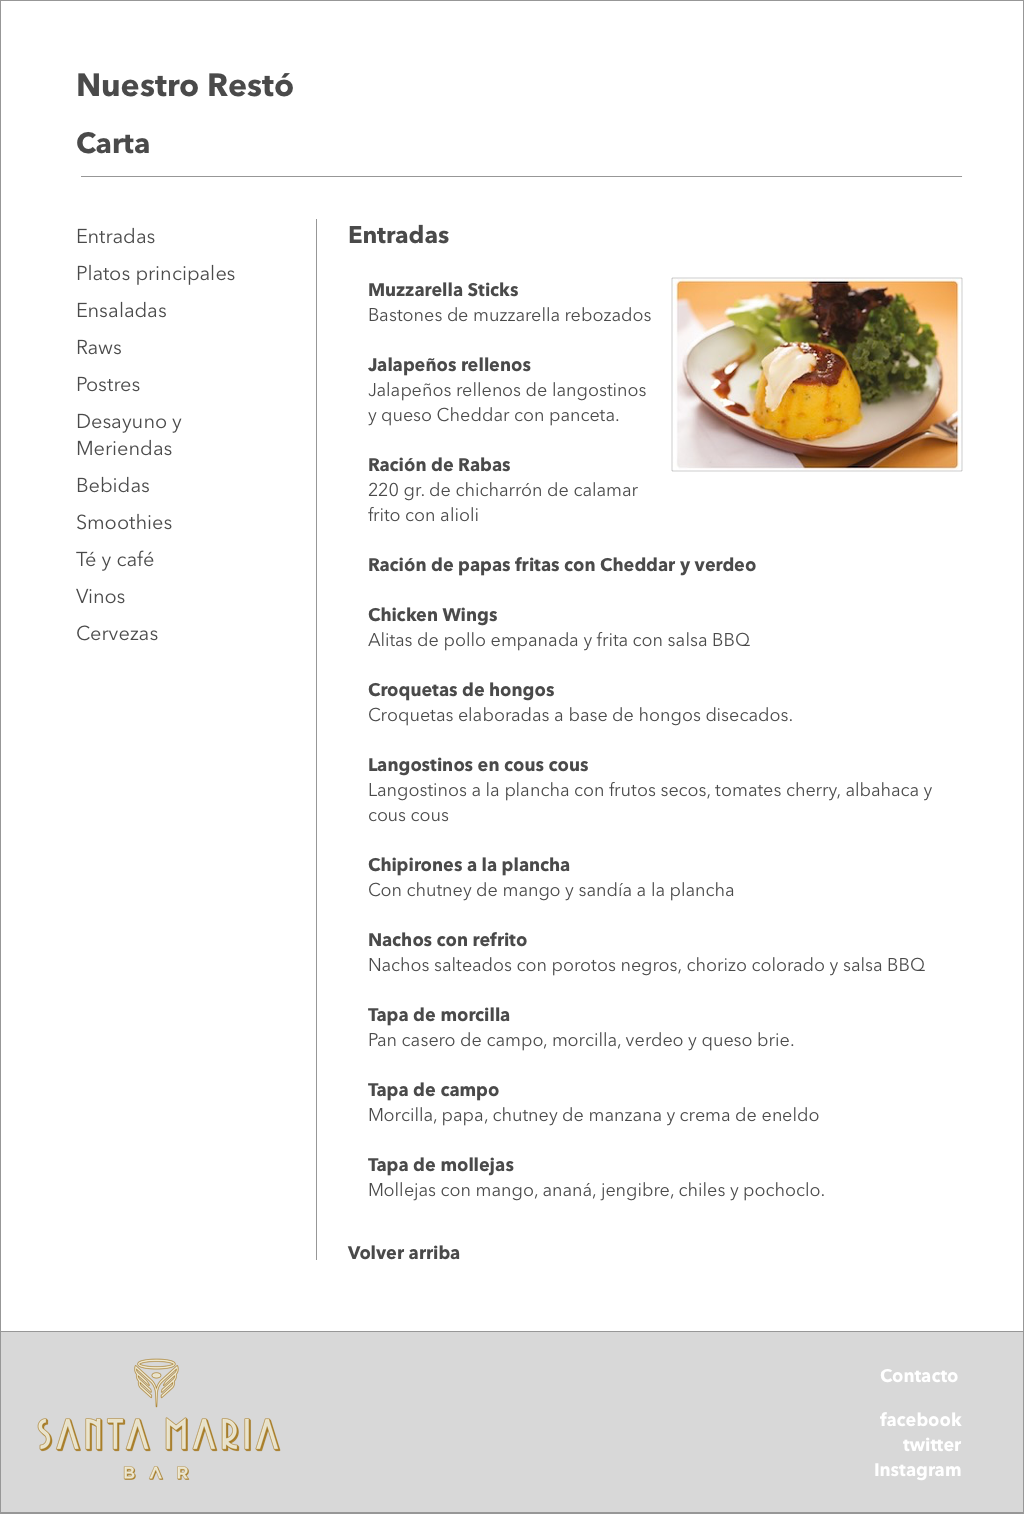 Nuestro Restó
Carta
Entradas
Platos principales
Ensaladas
Raws
Postres
Desayuno y
Meriendas
Bebidas
Smoothies
Té y café
Vinos
Cervezas
Entradas
Muzzarella Sticks
Bastones de muzzarella rebozados
Jalapeños rellenos
Jalapeños rellenos de langostinos
y queso Cheddar con panceta.
Ración de Rabas
220 gr. de chicharrón de calamar
frito con alioli
Ración de papas fritas con Cheddar y verdeo
Chicken Wings
Alitas de pollo empanada y frita con salsa BBQ
Croquetas de hongos
Croquetas elaboradas a base de hongos disecados.
Langostinos en cous cous
Langostinos a la plancha con frutos secos, tomates cherry, albahaca y
cous cous
Chipirones a la plancha
Con chutney de mango y sandía a la plancha
Nachos con refrito
Nachos salteados con porotos negros, chorizo colorado y salsa BBQ
Tapa de morcilla
Pan casero de campo, morcilla, verdeo y queso brie.
Tapa de campo
Morcilla, papa, chutney de manzana y crema de eneldo
Tapa de mollejas
Mollejas con mango, ananá, jengibre, chiles y pochoclo.
Volver arriba
SANTA MARIA
BAR
Contacto
facebook
twitter
Instagram